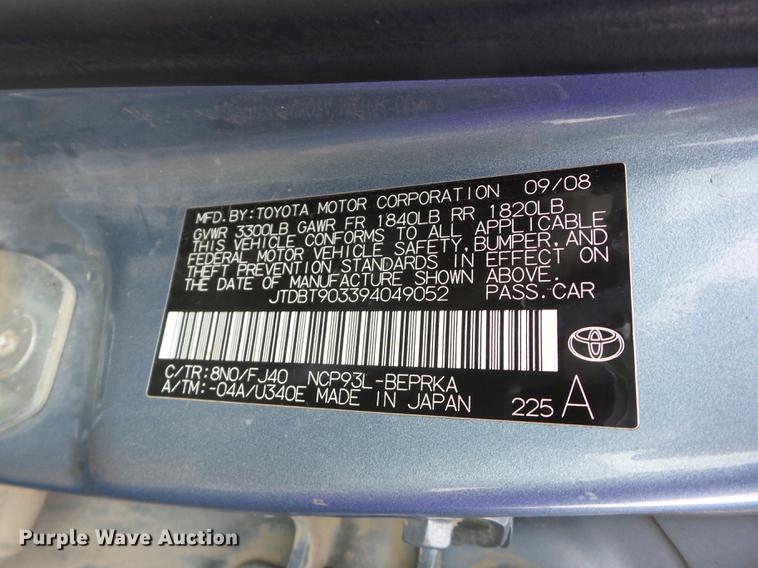 MFD. BY: TOYOTA MOTOR CORPORATION 09/08
GVWR 3300LB GAWR FR 1840LB RR 1820LB
THIS VEHICLE CONFORMS TO ALL APPLICABLE
FEDERAL MOTOR VEHICLE SAFETY, BUMPER, AND
THEFT PREVENTION STANDARDS IN EFFECT ON
THE DATE OF MANUFACTURE SHOWN ABOVE.
JTDBT903394049052 PASS. CAR
C/TR: 8N0/FJ40 NCP93L-BEPRKA
A/TM: -04A/U340E MADE IN JAPAN 225 A
Purple Wave Auction